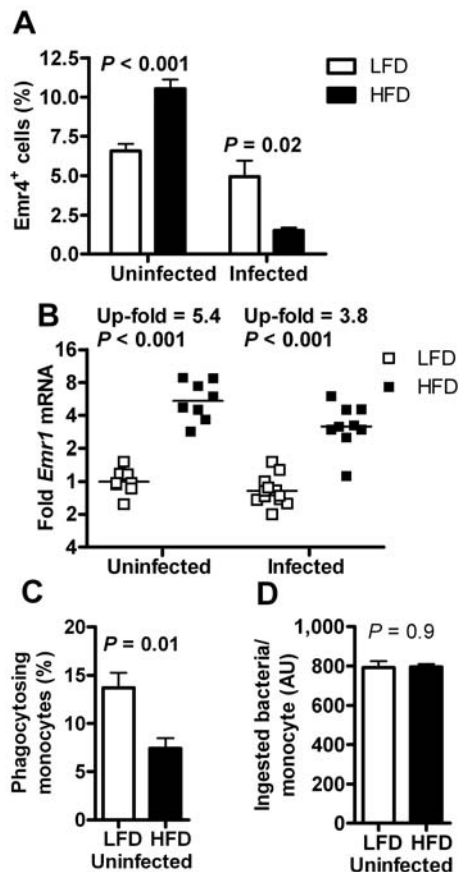 A
P < 0.001
LFD
HFD
P = 0.02
Emr4+ cells (%)
12.5
10.0
7.5
5.0
2.5
0.0
Uninfected Infected
B
Up-fold = 5.4 Up-fold = 3.8
P < 0.001 P < 0.001
LFD
HFD
Fold Emr1 mRNA
16
8
4
2
1
2
4
Uninfected Infected
C
P = 0.01
Phagocytosing
monocytes (%)
20
15
10
5
0
LFD HFD
Uninfected
D
P = 0.9
Ingested bacteria/
monocyte (AU)
1,000
800
600
400
200
0
LFD HFD
Uninfected